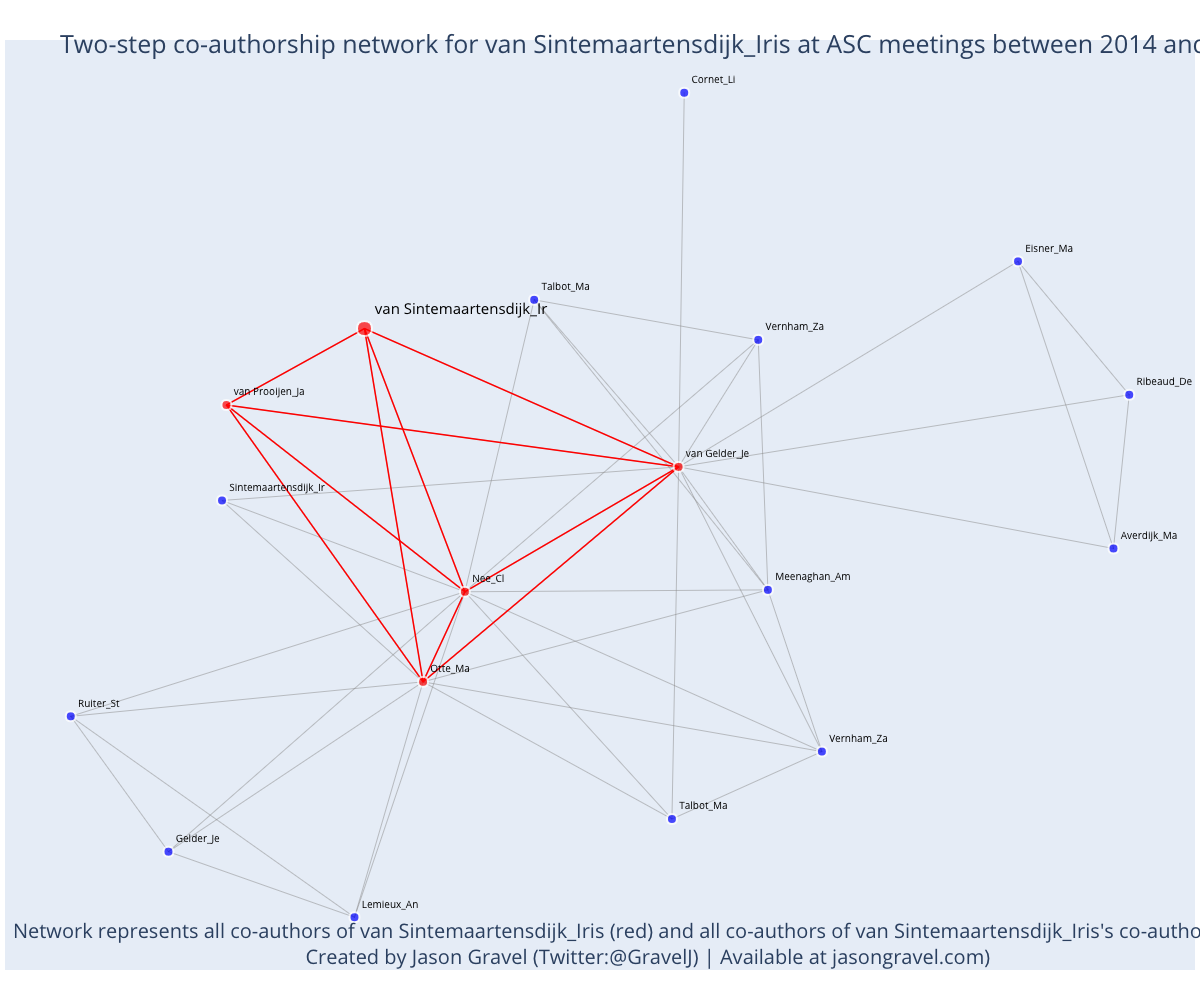 Two-step co-authorship network for van Sintemaartensdijk_Iris at ASC meetings between 2014 and
Cornet_Li
Eisner_Ma
Talbot_Ma
van Sintemaartensdijk_Ir
Vernham_Za
Ribeaud_De
van Prooijen_Ja
van Gelder_Je
Sintemaartensdijk_Ir
Averdijk_Ma
Nee_Cl
Meenaghan_Am
Otte_Ma
Ruiter_St
Vernham_Za
Talbot_Ma
Gelder_Je
Lemieux_An
Network represents all co-authors of van Sintemaartensdijk_Iris (red) and all co-authors of van Sintemaartensdijk_Iris's co-autho
Created by Jason Gravel (Twitter:@GravelJ) | Available at jasongravel.com)